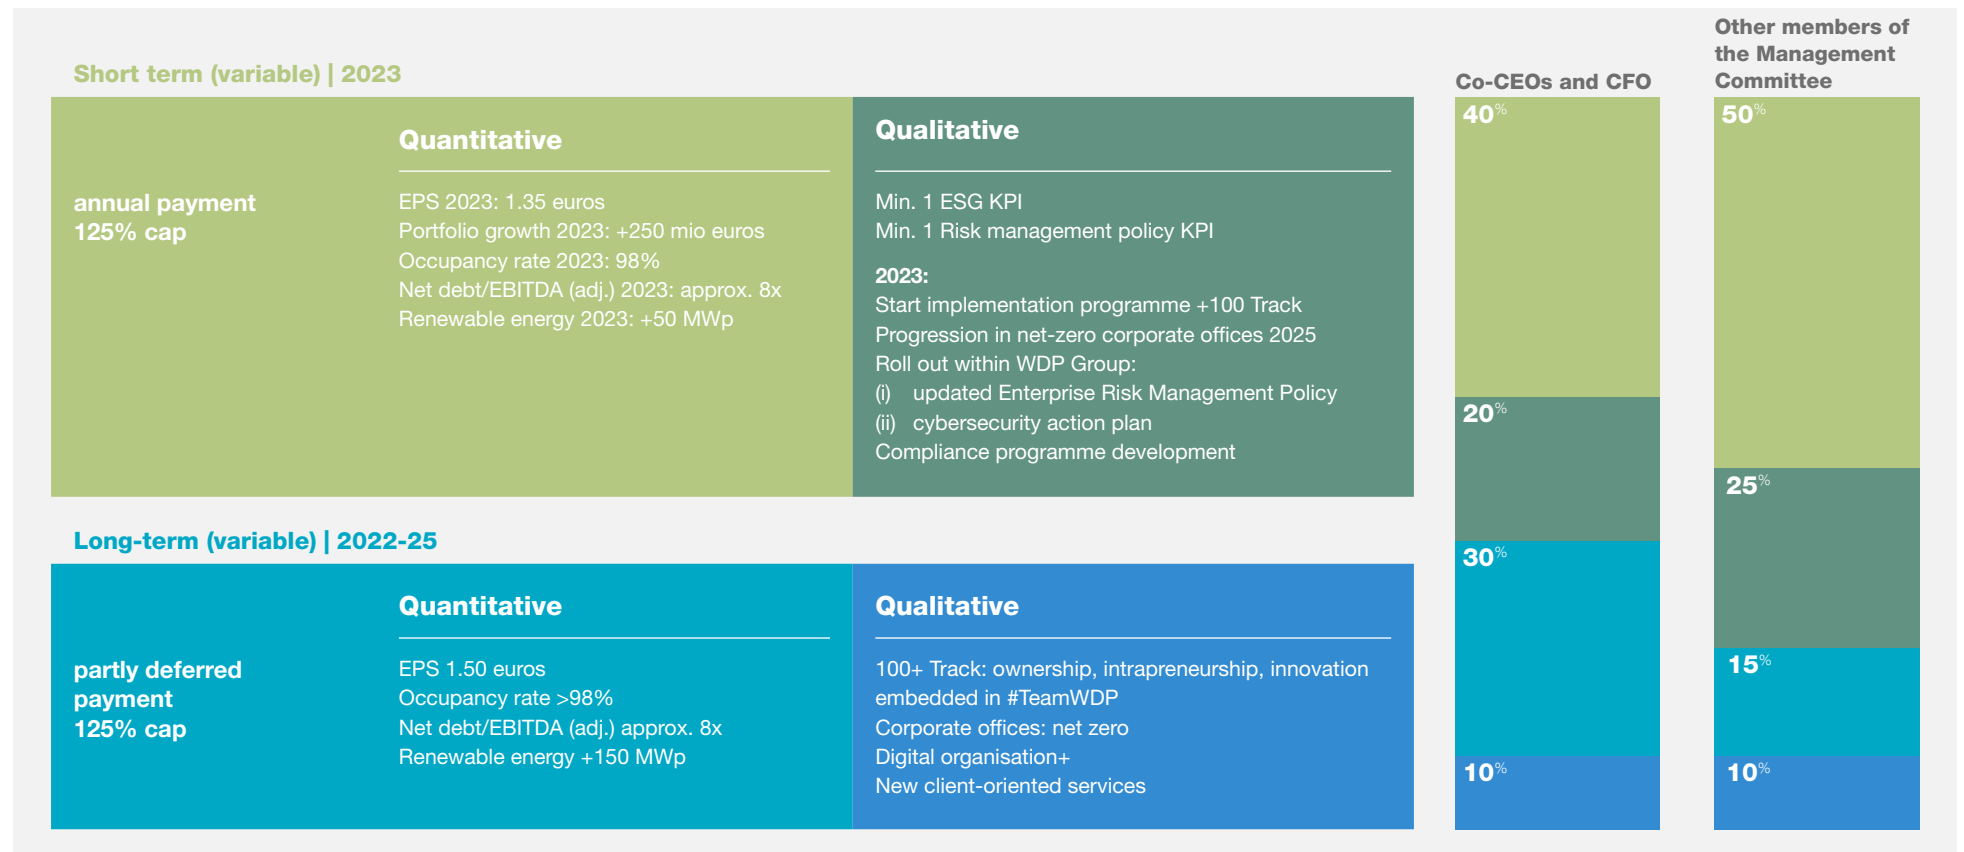 Short term (variable) | 2023
annual payment
125% cap
Quantitative
EPS 2023: 1.35 euros
Portfolio growth 2023: +250 mio euros
Occupancy rate 2023: 98%
Net debt/EBITDA (adj.) 2023: approx. 8x
Renewable energy 2023: +50 MWp
Qualitative
Min. 1 ESG KPI
Min. 1 Risk management policy KPI
2023:
Start implementation programme +100 Track
Progression in net-zero corporate offices 2025
Roll out within WDP Group:
(i) updated Enterprise Risk Management Policy
(ii) cybersecurity action plan
Compliance programme development
Long-term (variable) | 2022-25
partly deferred
payment
125% cap
Quantitative
EPS 1.50 euros
Occupancy rate >98%
Net debt/EBITDA (adj.) approx. 8x
Renewable energy +150 MWp
Qualitative
100+ Track: ownership, intrapreneurship, innovation
embedded in #TeamWDP
Corporate offices: net zero
Digital organisation+
New client-oriented services
Co-CEOs and CFO
40%
20%
30%
10%
Other members of
the Management
Committee
50%
25%
15%
10%